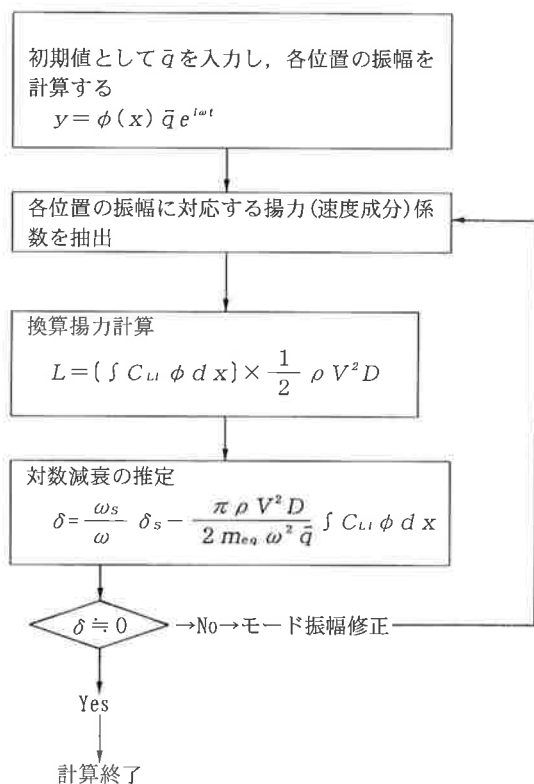 初期値として q̄ を入力し，各位置の振幅を
計算する
y = φ(x) q̄ e^{iωt}
各位置の振幅に対応する揚力(速度成分)係
数を抽出
換算揚力計算
L = (∫ C_{LI} φ d x) × 1/2 ρ V² D
対数減衰の推定
δ = ω_s/ω δ_s − π ρ V² D / 2 m_{eq} ω² q̄ ∫ C_{LI} φ d x
δ ≒ 0 →No→モード振幅修正
Yes
計算終了